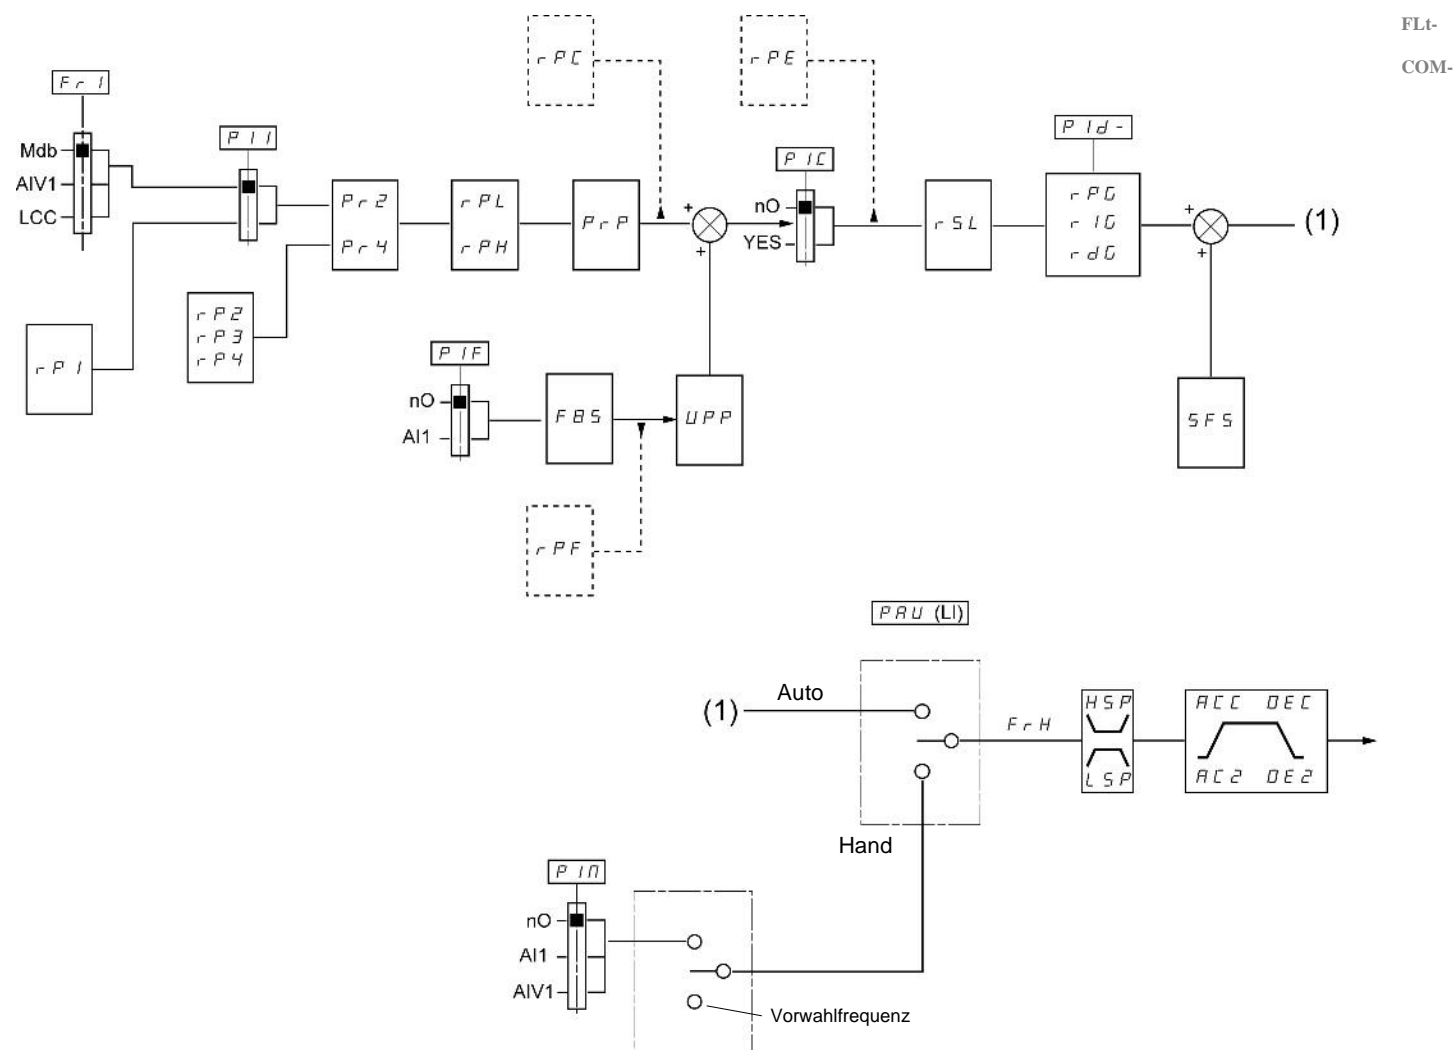 FLt-
COM-
rPC
rPE
Fr1
PII
PId-
Mdb
AIV1
LCC
PIC
nO
YES
Pr2
Pr4
rPL
rPH
PrP
+
+
rSL
rPG
rIG
rdG
+
+
(1)
rP1
rP2
rP3
rP4
PIF
nO
AI1
FBS
UPP
SFS
rPF
PAU (LI)
(1)
Auto
FrH
HSP
LSP
ACC DEC
AC2 DE2
Hand
PIM
nO
AI1
AIV1
Vorwahlfrequenz